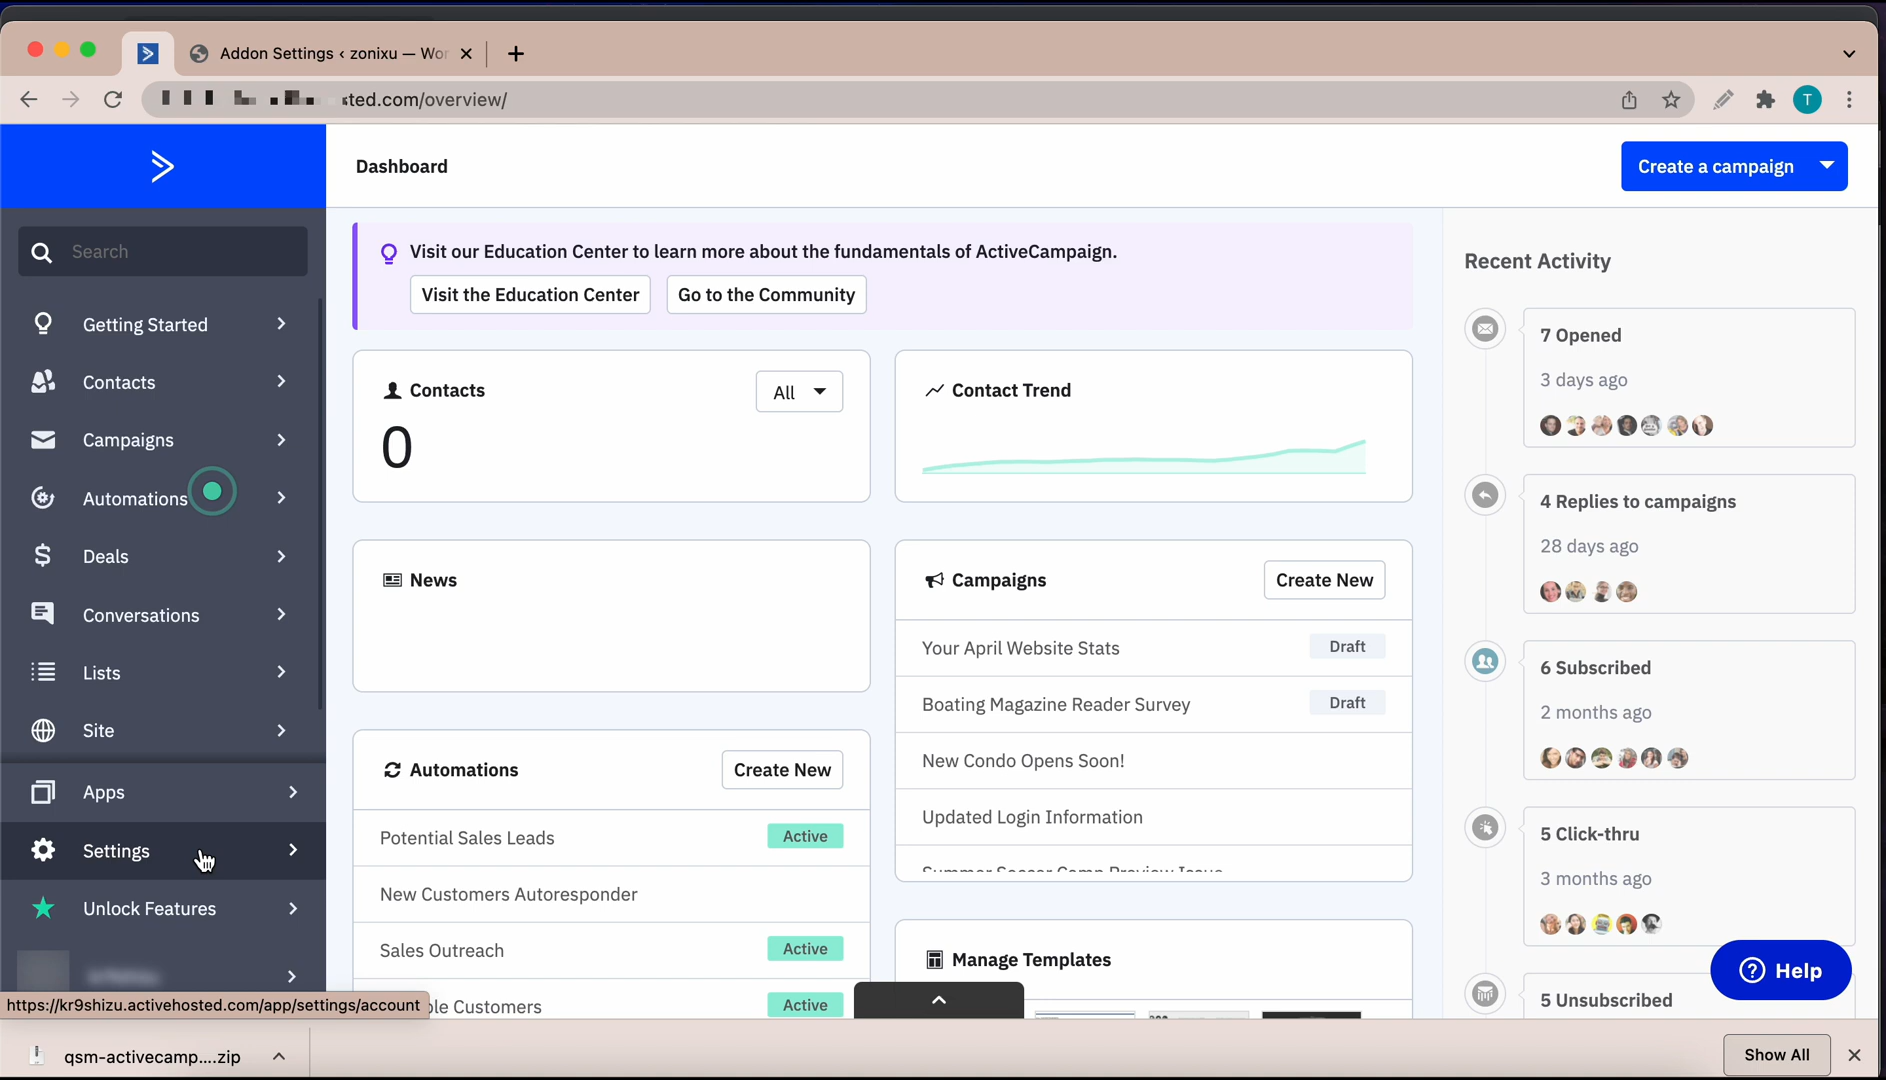 Addon Settings ‹ zonixu — Wor
ted.com/overview/
T
Dashboard
Create a campaign
Search
Visit our Education Center to learn more about the fundamentals of ActiveCampaign.
Visit the Education Center
Go to the Community
Getting Started
Contacts
Campaigns
Automations
Deals
Conversations
Lists
Site
Apps
Settings
Unlock Features
https://kr9shizu.activehosted.com/app/settings/account
Contacts
All
0
Contact Trend
News
Campaigns
Create New
Your April Website Stats
Draft
Boating Magazine Reader Survey
Draft
New Condo Opens Soon!
Updated Login Information
Automations
Create New
Potential Sales Leads
Active
New Customers Autoresponder
Sales Outreach
Active
ble Customers
Active
Manage Templates
Recent Activity
7 Opened
3 days ago
4 Replies to campaigns
28 days ago
6 Subscribed
2 months ago
5 Click-thru
3 months ago
5 Unsubscribed
Help
qsm-activecamp....zip
Show All